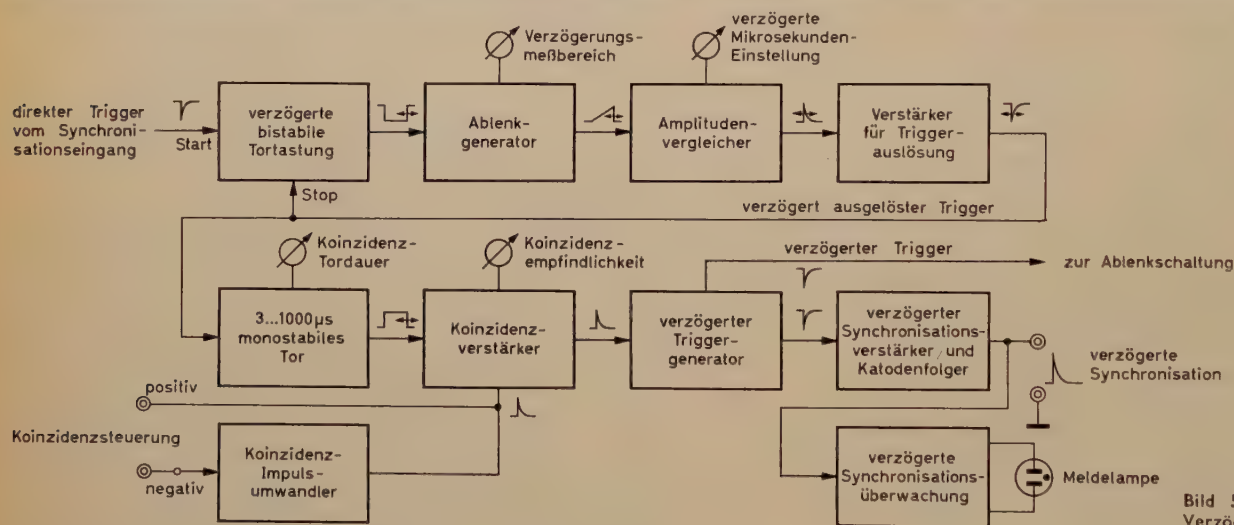 direkter Trigger
vom Synchroni-
sationseingang
Start
verzögerte
bistabile
Tortastung
Stop
Verzögerungs-
meßbereich
Ablenk-
generator
verzögerte
Mikrosekunden-
Einstellung
Amplituden-
vergleicher
Verstärker
für Trigger-
auslösung
verzögert ausgelöster Trigger
Koinzidenz-
Tordauer
3...1000µs
monostabiles
Tor
Koinzidenz-
empfindlichkeit
Koinzidenz-
verstärker
verzögerter Trigger
zur Ablenkschaltung
verzögerter
Trigger-
generator
verzögerter
Synchronisations-
verstärker/und
Katodenfolger
verzögerte
Synchronisation
positiv
Koinzidenzsteuerung
negativ
Koinzidenz-
Impuls-
umwandler
verzögerte
Synchronisations-
überwachung
Meldelampe
Bild
Verzö